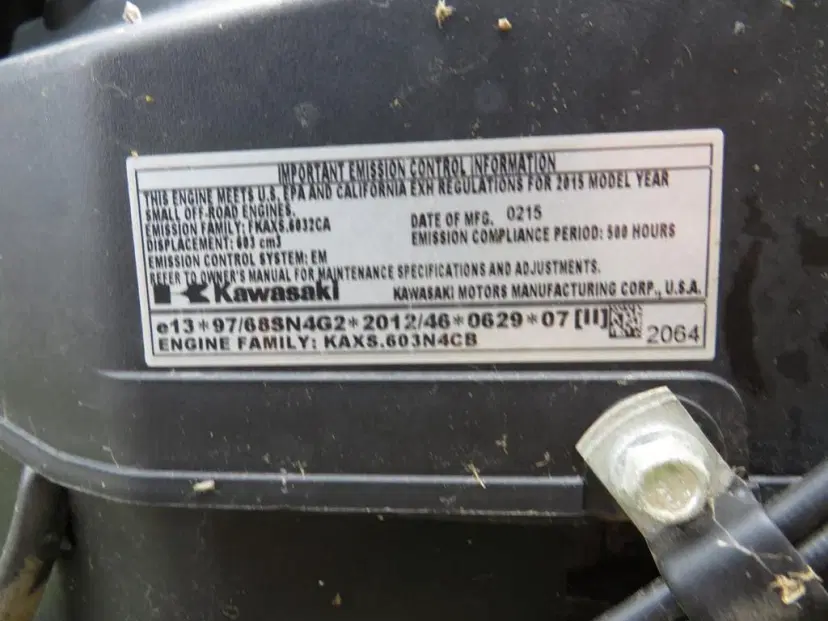 IMPORTANT EMISSION CONTROL INFORMATION
THIS ENGINE MEETS U.S. EPA AND CALIFORNIA EXH REGULATIONS FOR 2015 MODEL YEAR
SMALL OFF-ROAD ENGINES.
EMISSION FAMILY: FKAXS.6032CA
DATE OF MFG. 0215
DISPLACEMENT: 603 cm3
EMISSION COMPLIANCE PERIOD: 500 HOURS
EMISSION CONTROL SYSTEM: EM
REFER TO OWNER'S MANUAL FOR MAINTENANCE SPECIFICATIONS AND ADJUSTMENTS.
Kawasaki KAWASAKI MOTORS MANUFACTURING CORP., U.S.A.
e13*97/68SN4G2*2012/46*0629*07 [II] 2064
ENGINE FAMILY: KAXS.603N4CB